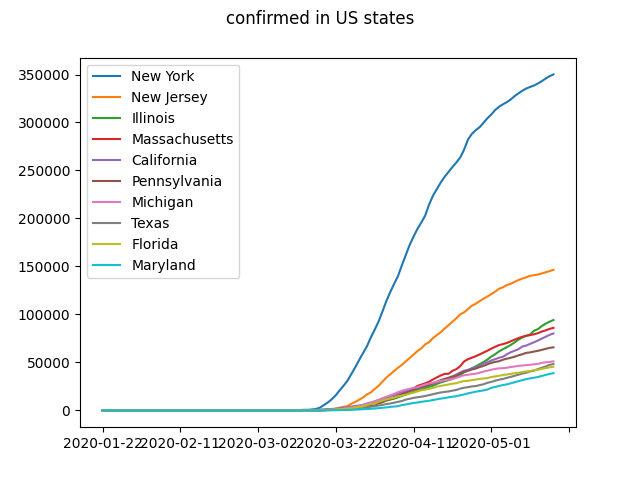 confirmed in US states
350000
300000
250000
200000
150000
100000
50000
0
New York
New Jersey
Illinois
Massachusetts
California
Pennsylvania
Michigan
Texas
Florida
Maryland
2020-01-22 2020-02-11 2020-03-02 2020-03-22 2020-04-11 2020-05-01